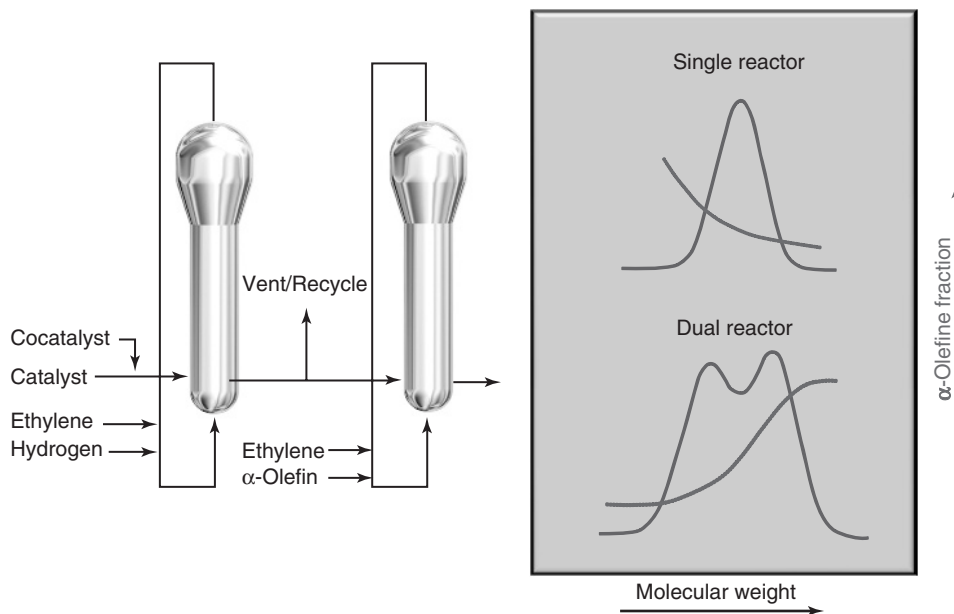 Cocatalyst
Catalyst
Ethylene
Hydrogen
Vent/Recycle
Ethylene
α-Olefin
Single reactor
Dual reactor
α-Olefine fraction
Molecular weight